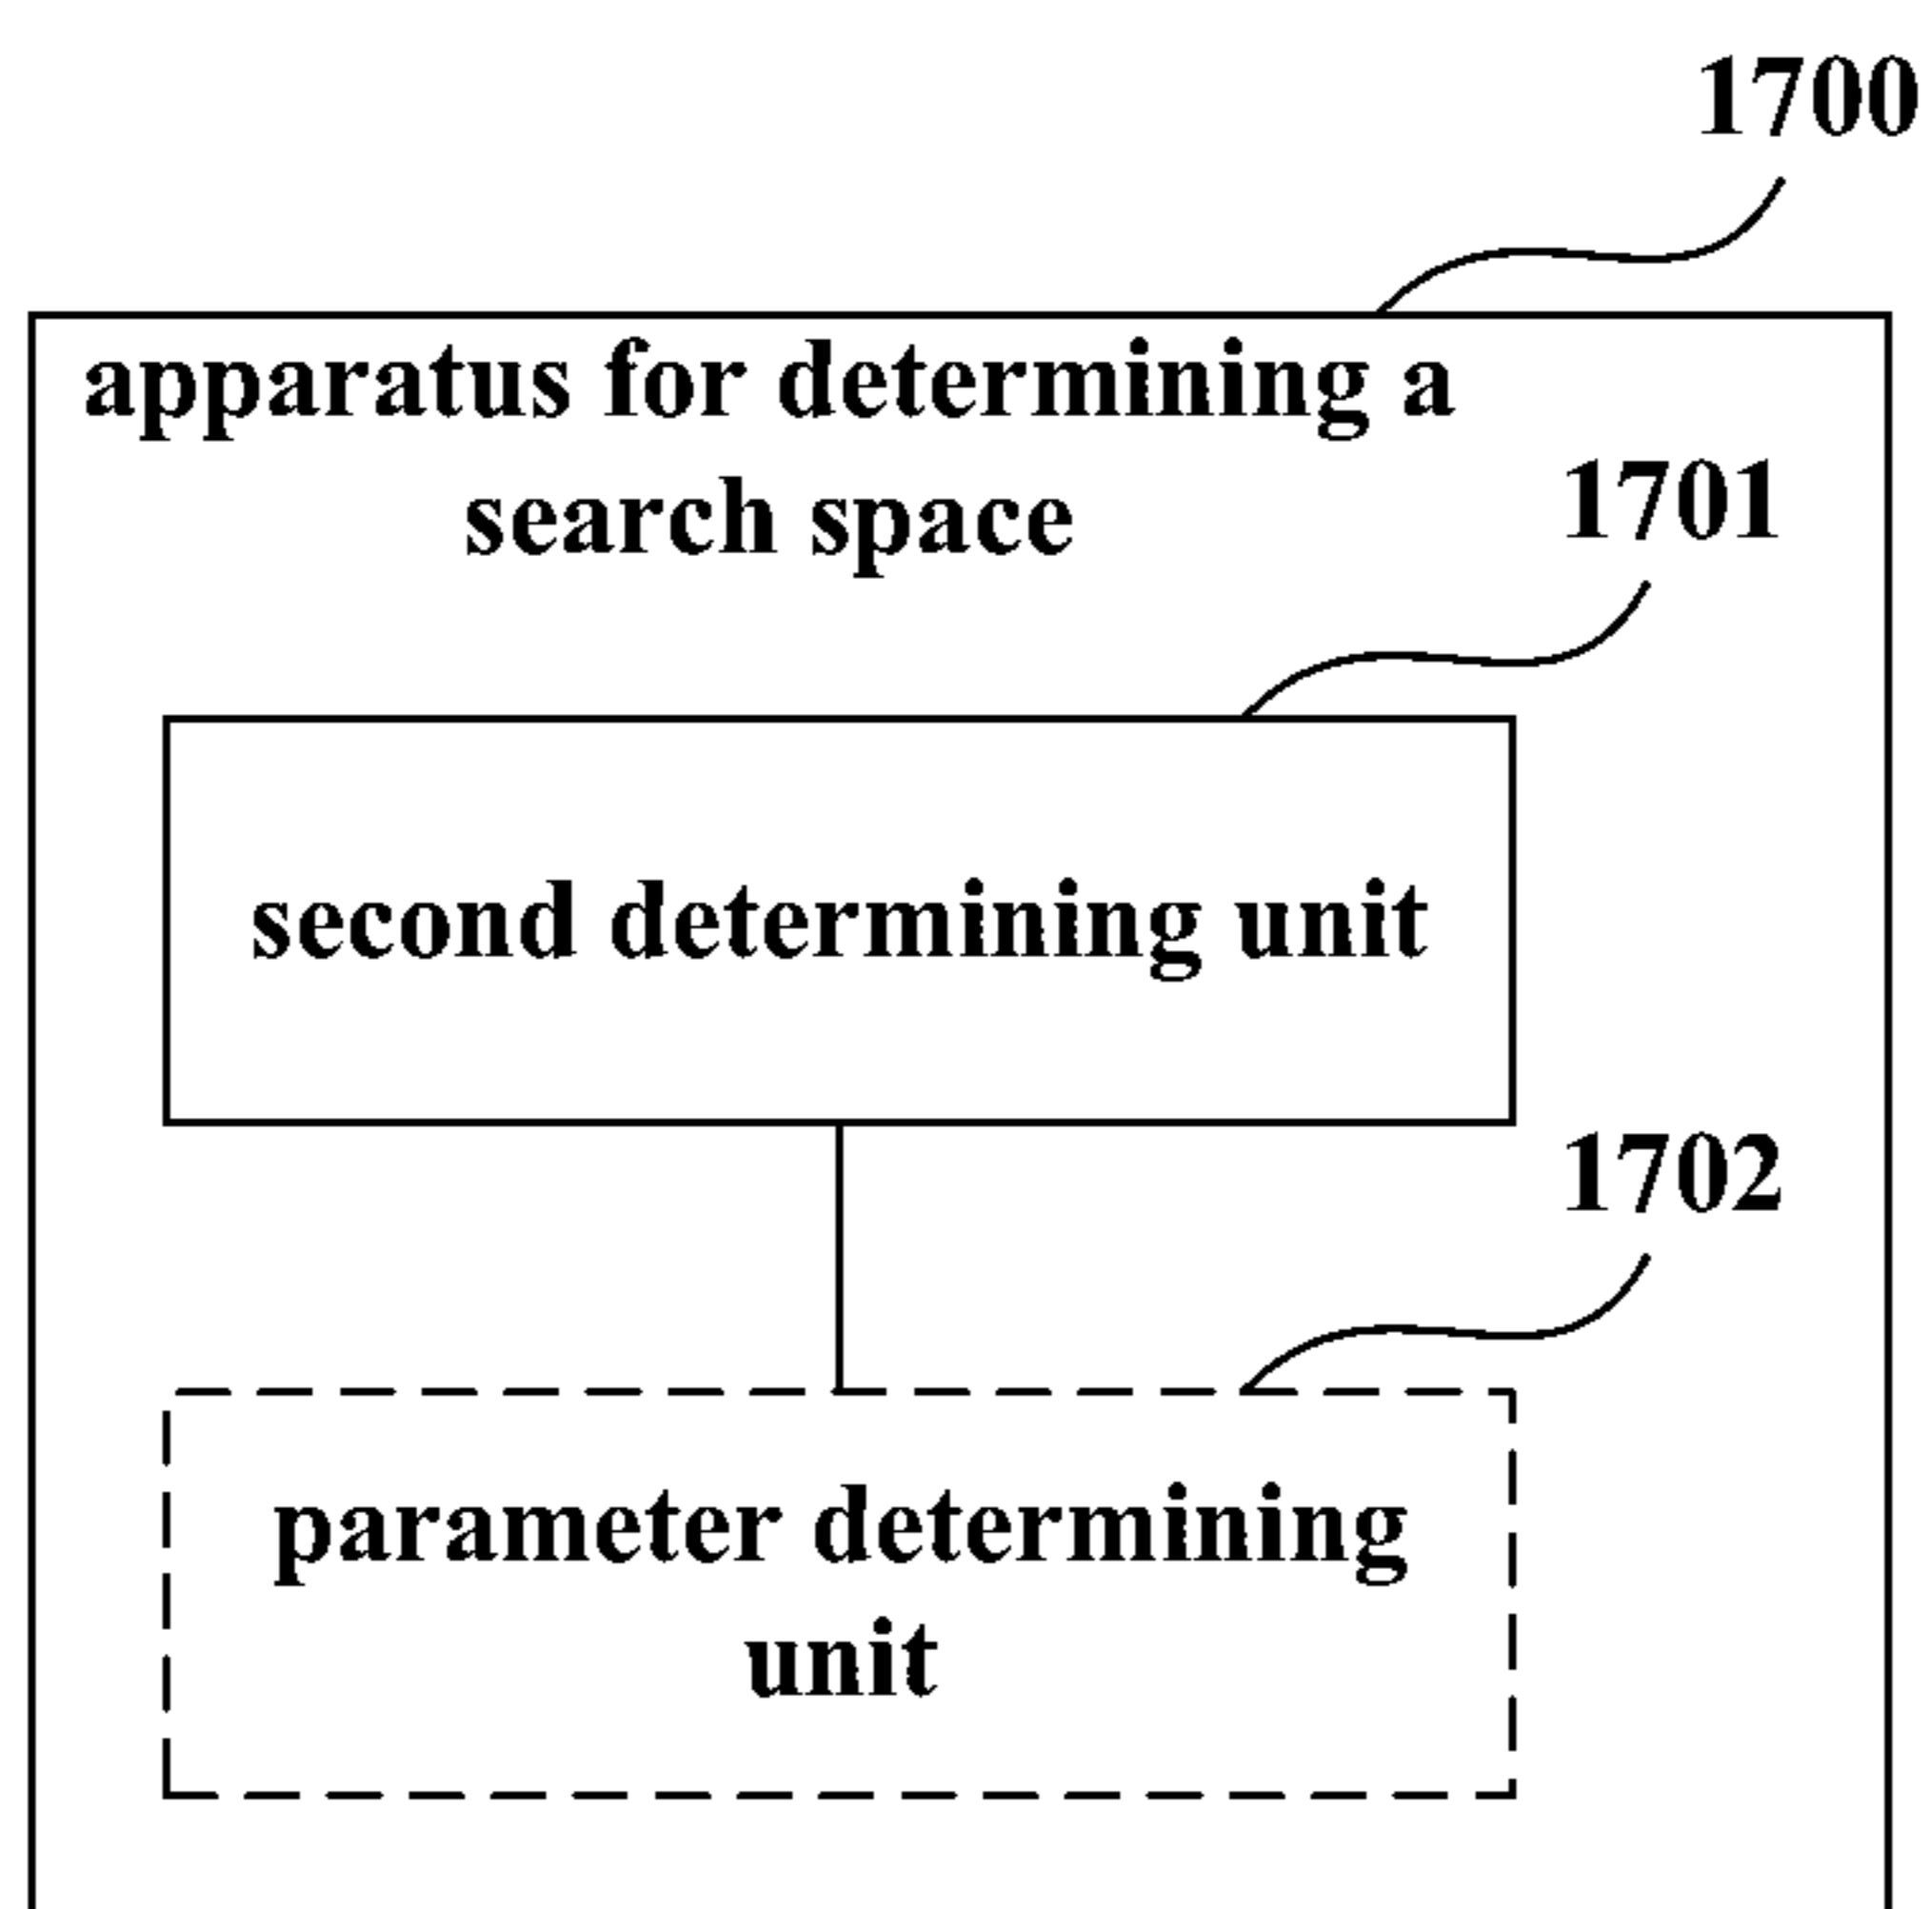 1700
apparatus for determining a
search space
1701
second determining unit
1702
parameter determining
unit